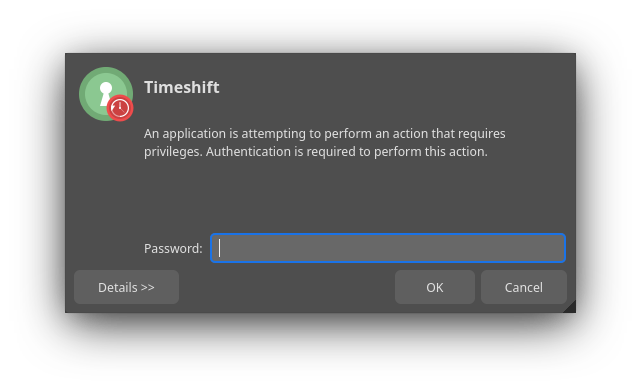 Timeshift
An application is attempting to perform an action that requires
privileges. Authentication is required to perform this action.
Password:
Details >>
OK
Cancel